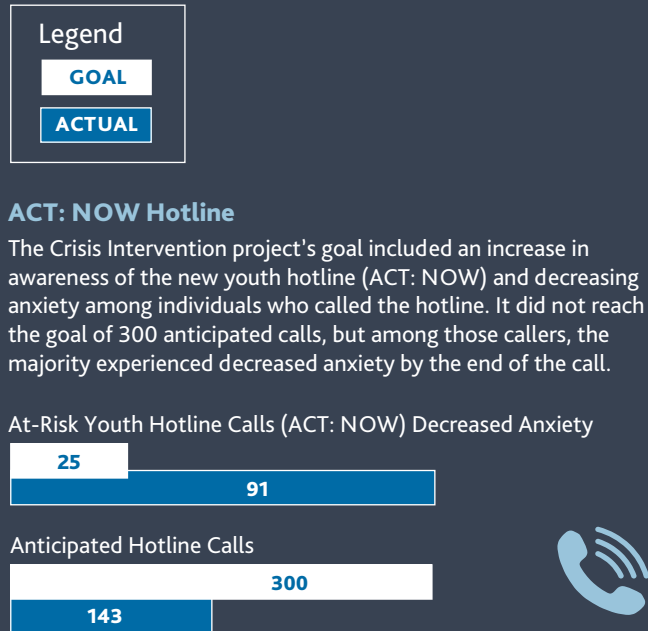 Legend
GOAL
ACTUAL
ACT: NOW Hotline
The Crisis Intervention project's goal included an increase in
awareness of the new youth hotline (ACT: NOW) and decreasing
anxiety among individuals who called the hotline. It did not reach
the goal of 300 anticipated calls, but among those callers, the
majority experienced decreased anxiety by the end of the call.
At-Risk Youth Hotline Calls (ACT: NOW) Decreased Anxiety
25
91
Anticipated Hotline Calls
300
143